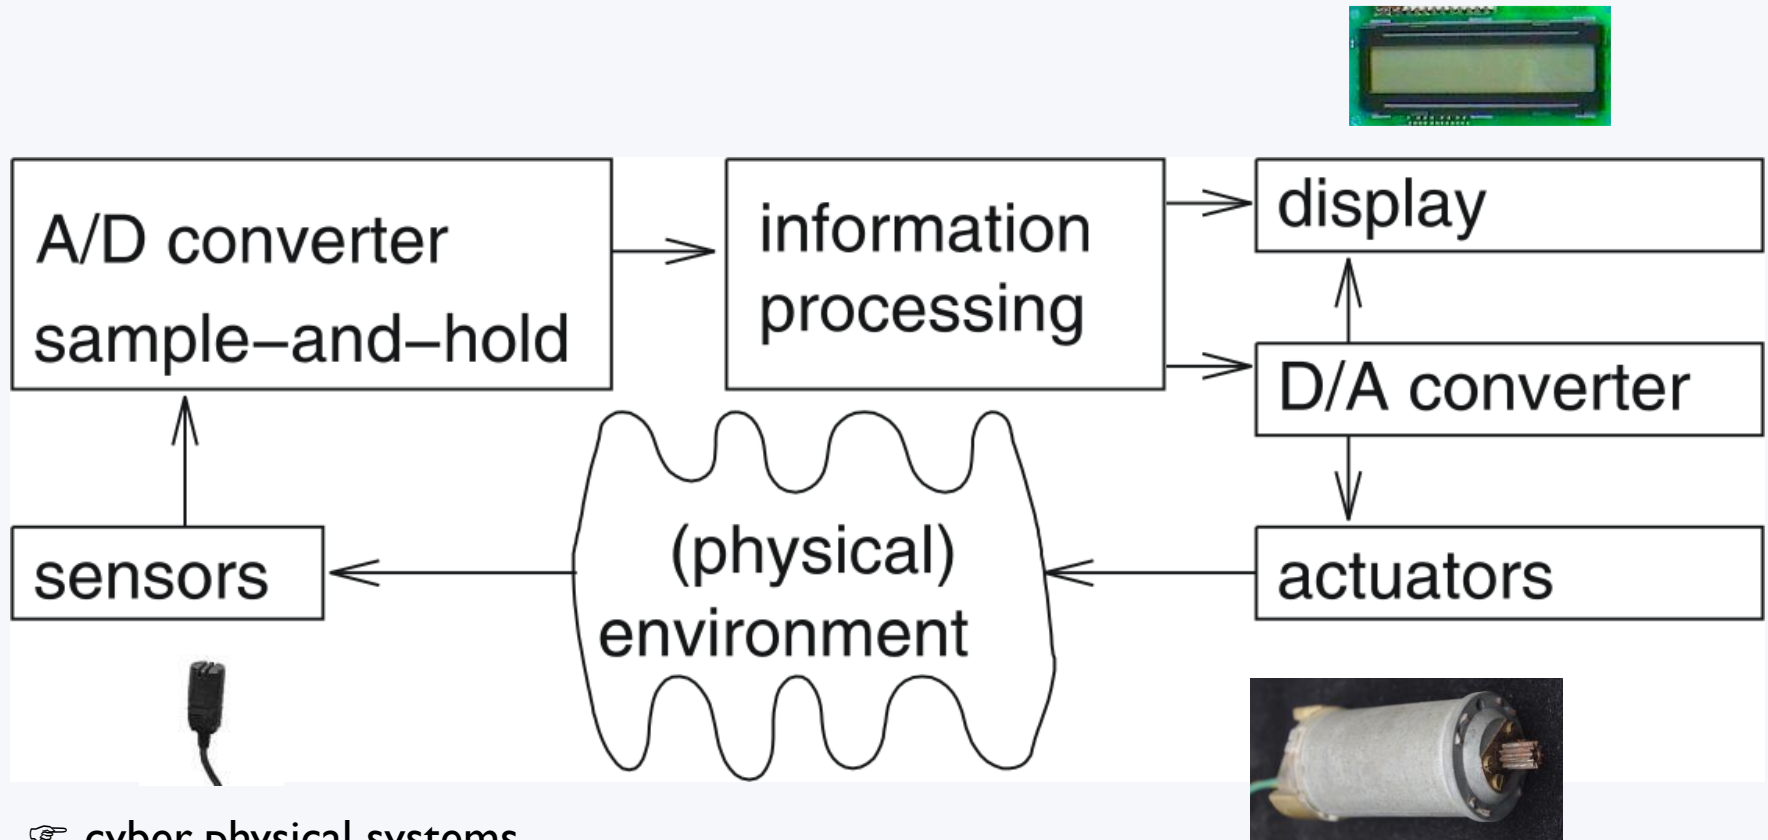 A/D converter
sample–and–hold
information
processing
display
D/A converter
sensors
(physical)
environment
actuators
☞ cyber physical systems